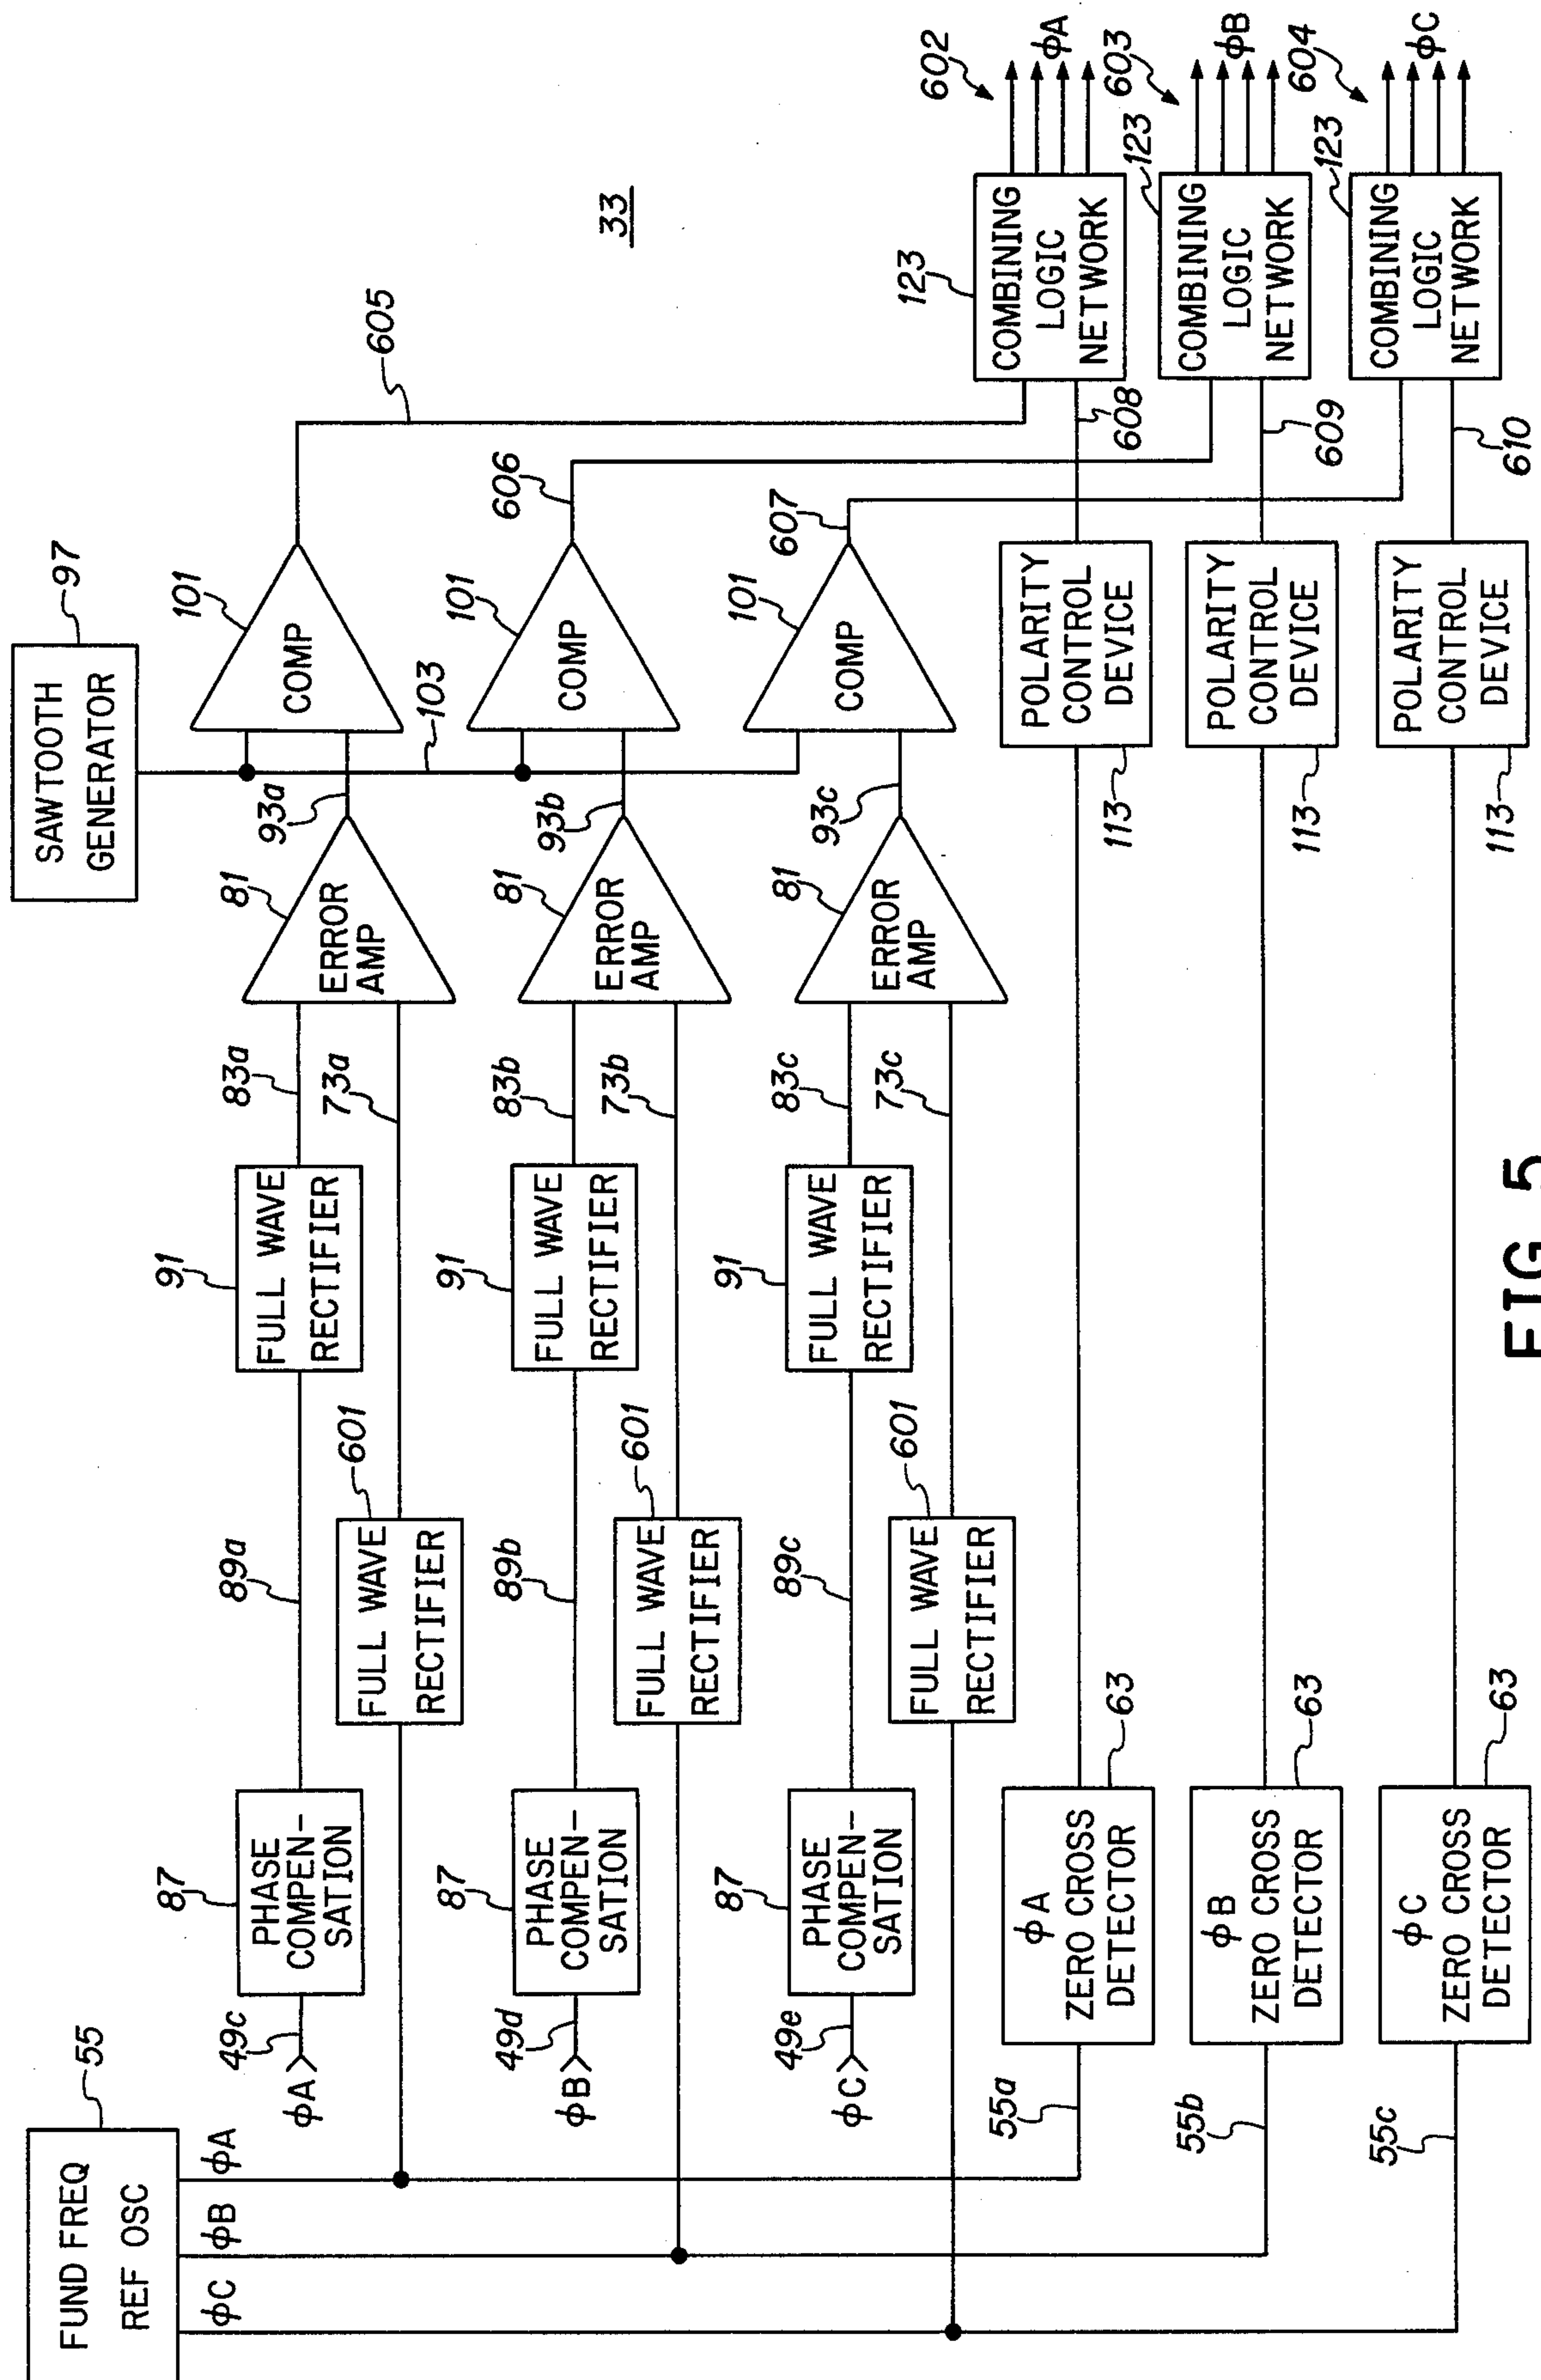 FUND FREQ
REF OSC
55
ϕA
ϕB
ϕC
SAWTOOTH
GENERATOR
97
33
ϕA
49c
PHASE
COMPEN-
SATION
87
89a
FULL WAVE
RECTIFIER
91
83a
FULL WAVE
RECTIFIER
601
73a
ERROR
AMP
81
93a
COMP
101
103
605
ϕB
49d
PHASE
COMPEN-
SATION
87
89b
FULL WAVE
RECTIFIER
91
83b
FULL WAVE
RECTIFIER
601
73b
ERROR
AMP
81
93b
COMP
101
606
ϕC
49e
PHASE
COMPEN-
SATION
87
89c
FULL WAVE
RECTIFIER
91
83c
FULL WAVE
RECTIFIER
601
73c
ERROR
AMP
81
93c
COMP
101
607
55a
ϕA
ZERO CROSS
DETECTOR
63
POLARITY
CONTROL
DEVICE
113
608
COMBINING
LOGIC
NETWORK
123
602
ϕA
55b
ϕB
ZERO CROSS
DETECTOR
63
POLARITY
CONTROL
DEVICE
113
609
COMBINING
LOGIC
NETWORK
123
603
ϕB
55c
ϕC
ZERO CROSS
DETECTOR
63
POLARITY
CONTROL
DEVICE
113
610
COMBINING
LOGIC
NETWORK
123
604
ϕC
FIG 5